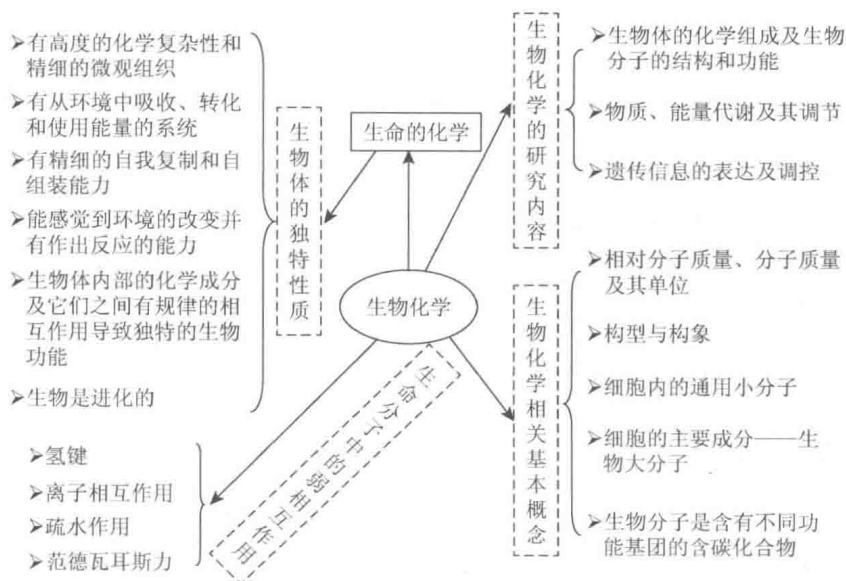 有高度的化学复杂性和
精细的微观组织
有从环境中吸收、转化
和使用能量的系统
有精细的自我复制和自
组装能力
能感觉到环境的改变并
有作出反应的能力
生物体内部的化学成分
及它们之间有规律的相
互作用导致独特的生物
功能
生物是进化的
生物体的独特性质
生命的化学
生物化学
生物化学的研究内容
生物体的化学组成及生物
分子的结构和功能
物质、能量代谢及其调节
遗传信息的表达及调控
生物化学相关基本概念
相对分子质量、分子质量
及其单位
构型与构象
细胞内的通用小分子
细胞的主要成分——生
物大分子
生物分子是含有不同功
能基团的含碳化合物
生命分子中的弱相互作用
氢键
离子相互作用
疏水作用
范德瓦耳斯力